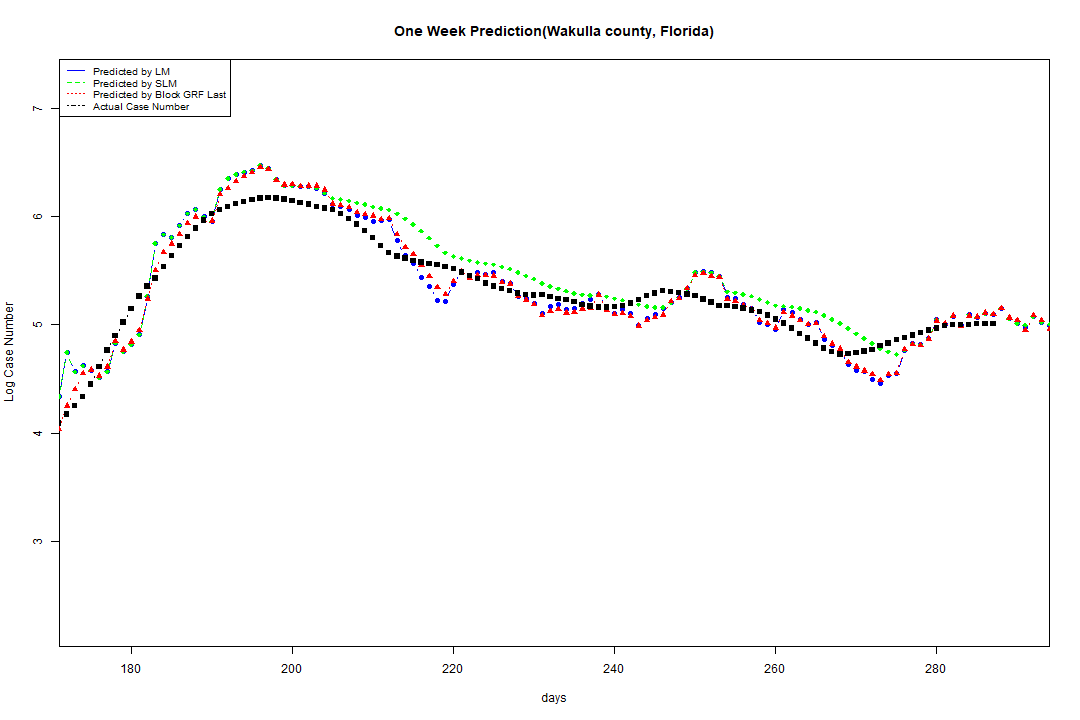 One Week Prediction(Wakulla county, Florida)
Predicted by LM
Predicted by SLM
Predicted by Block GRF Last
Actual Case Number
7
6
5
4
3
Log Case Number
180 200 220 240 260 280
days